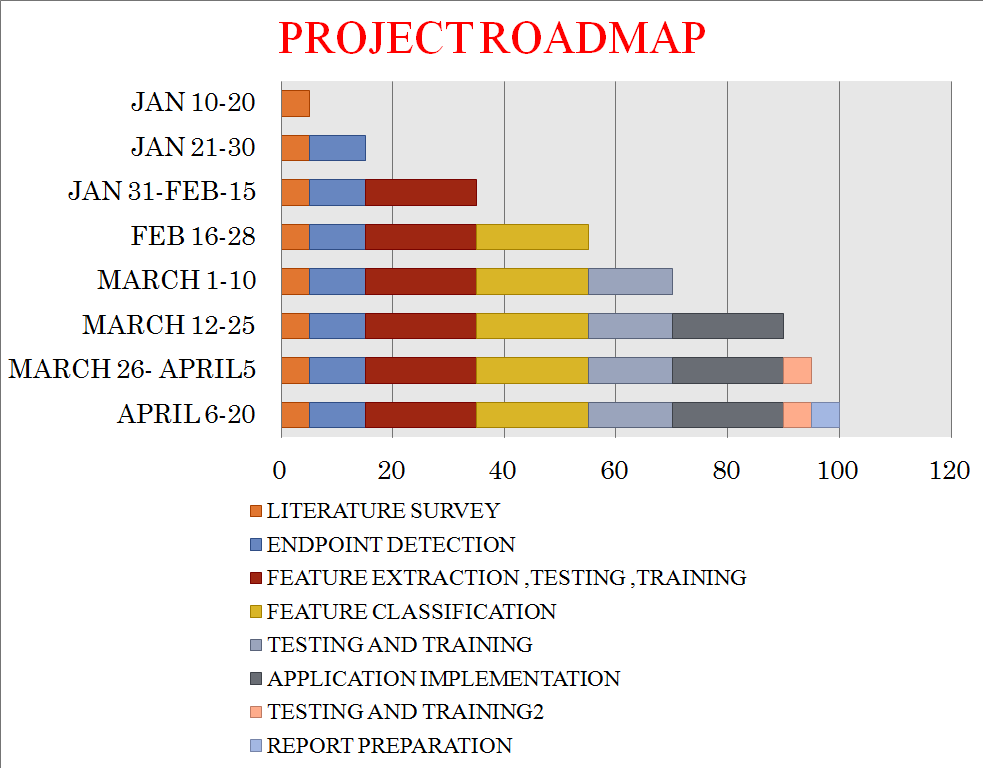 PROJECT ROADMAP
JAN 10-20
JAN 21-30
JAN 31-FEB-15
FEB 16-28
MARCH 1-10
MARCH 12-25
MARCH 26- APRIL5
APRIL 6-20
0 20 40 60 80 100 120
LITERATURE SURVEY
ENDPOINT DETECTION
FEATURE EXTRACTION ,TESTING ,TRAINING
FEATURE CLASSIFICATION
TESTING AND TRAINING
APPLICATION IMPLEMENTATION
TESTING AND TRAINING2
REPORT PREPARATION